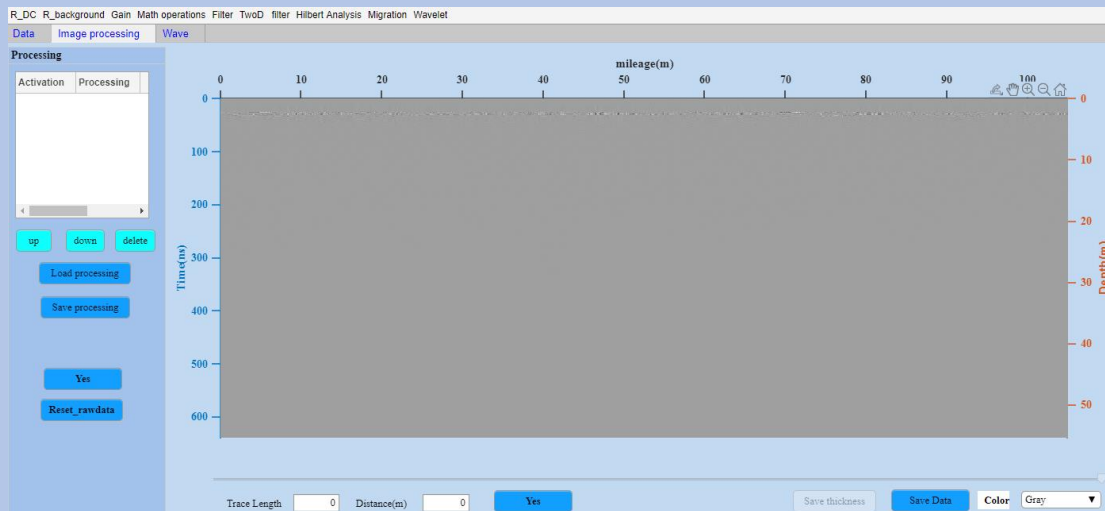 R_DC R_background Gain Math operations Filter TwoD filter Hilbert Analysis Migration Wavelet
Data Image processing Wave
Processing
Activation Processing
up down delete
Load processing
Save processing
Yes
Reset_rawdata
mileage(m)
0 10 20 30 40 50 60 70 80 90 100
Time(ns)
0
100
200
300
400
500
600
0
10
20
30
40
50
Depth(m)
Trace Length 0 Distance(m) 0 Yes Save thickness Save Data Color Gray